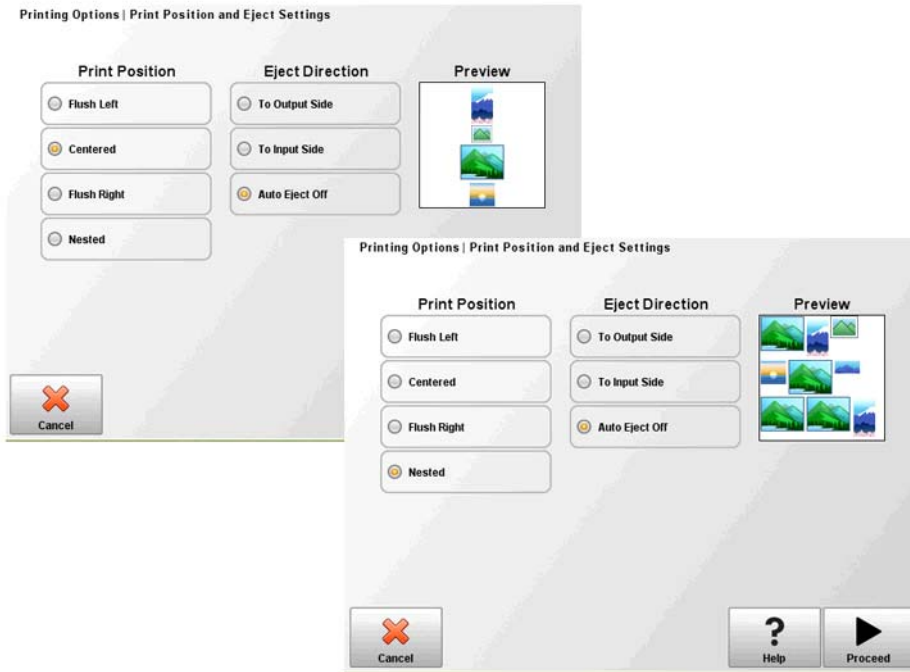 Printing Options | Print Position and Eject Settings
Print Position
Eject Direction
Preview
Flush Left
To Output Side
Centered
To Input Side
Flush Right
Auto Eject Off
Nested
Cancel
Printing Options | Print Position and Eject Settings
Print Position
Eject Direction
Preview
Flush Left
To Output Side
Centered
To Input Side
Flush Right
Auto Eject Off
Nested
Cancel
?
Help
Proceed